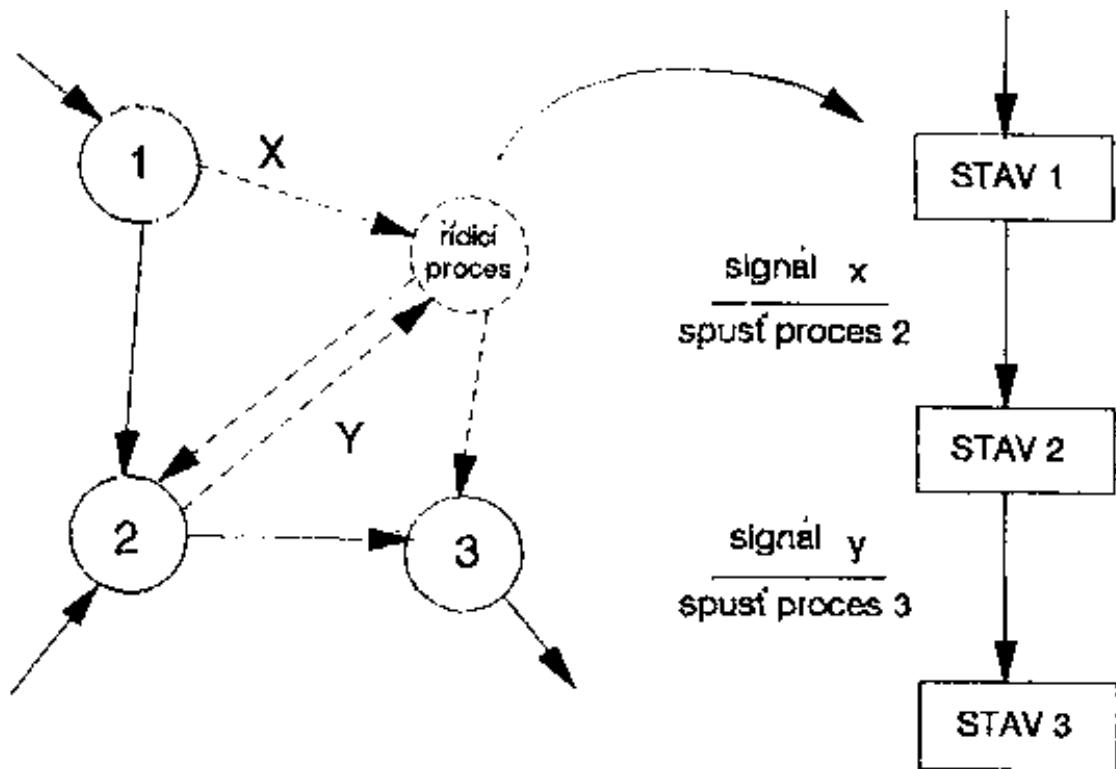 1
X
řídicí
proces
Y
2
3
STAV 1
signál x
spusť proces 2
STAV 2
signál y
spusť proces 3
STAV 3